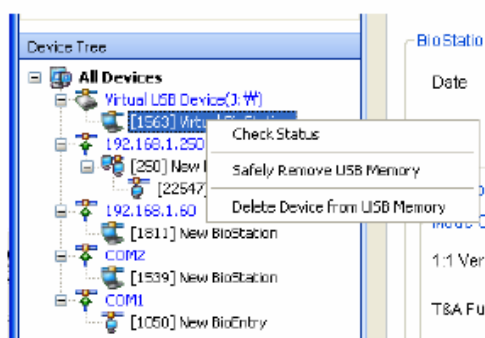 Device Tree
All Devices
Virtual USB Device(J:₩)
[1563] Virtual BioStation
Check Status
192.168.1.250
Safely Remove USB Memory
[250] New
[22547]
Delete Device from USB Memory
192.168.1.60
[1811] New BioStation
COM2
[1539] New BioStation
COM1
[1050] New BioEntry
BioStatio
Date
1:1 Ver
T&A Fu